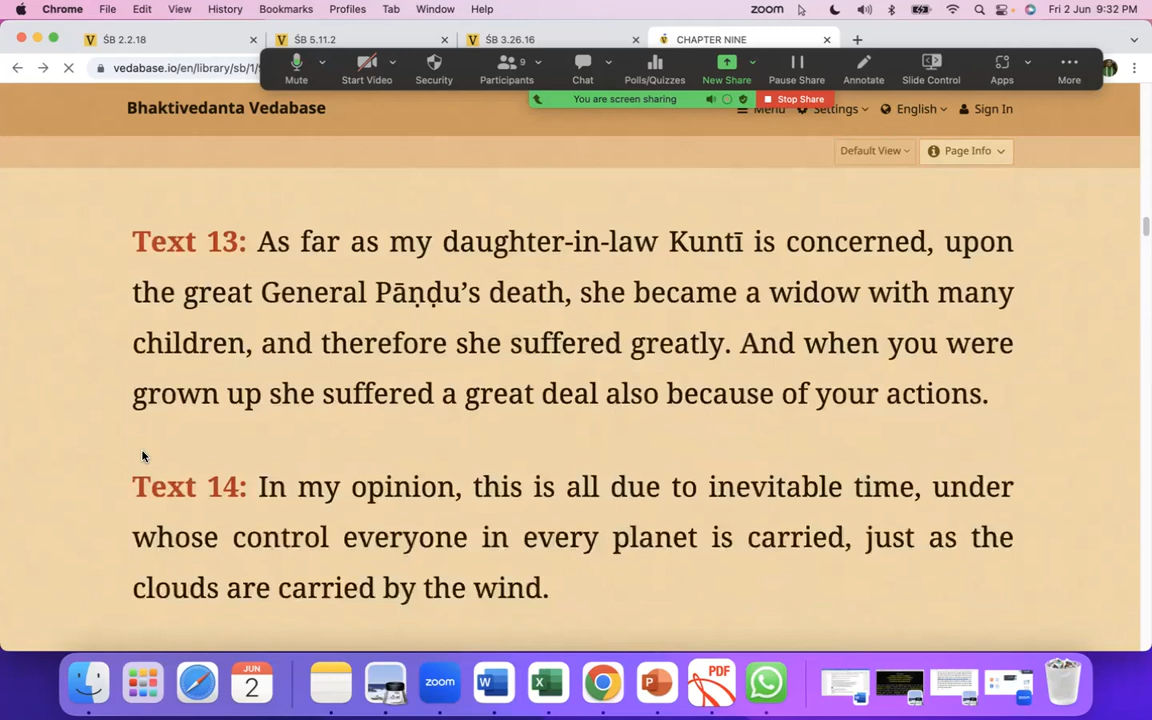 Chrome File Edit View History Bookmarks Profiles Tab Window Help zoom Fri 2 Jun 9:32 PM
ŚB 2.2.18 ŚB 5.11.2 ŚB 3.26.16 CHAPTER NINE
vedabase.io/en/library/sb/1/
Mute Start Video Security Participants 9 Chat Polls/Quizzes New Share Pause Share Annotate Slide Control Apps More
You are screen sharing Stop Share
Bhaktivedanta Vedabase Menu Settings English Sign In
Default View Page Info
Text 13: As far as my daughter-in-law Kuntī is concerned, upon
the great General Pāṇḍu’s death, she became a widow with many
children, and therefore she suffered greatly. And when you were
grown up she suffered a great deal also because of your actions.
Text 14: In my opinion, this is all due to inevitable time, under
whose control everyone in every planet is carried, just as the
clouds are carried by the wind.
JUN
2
zoom
PDF